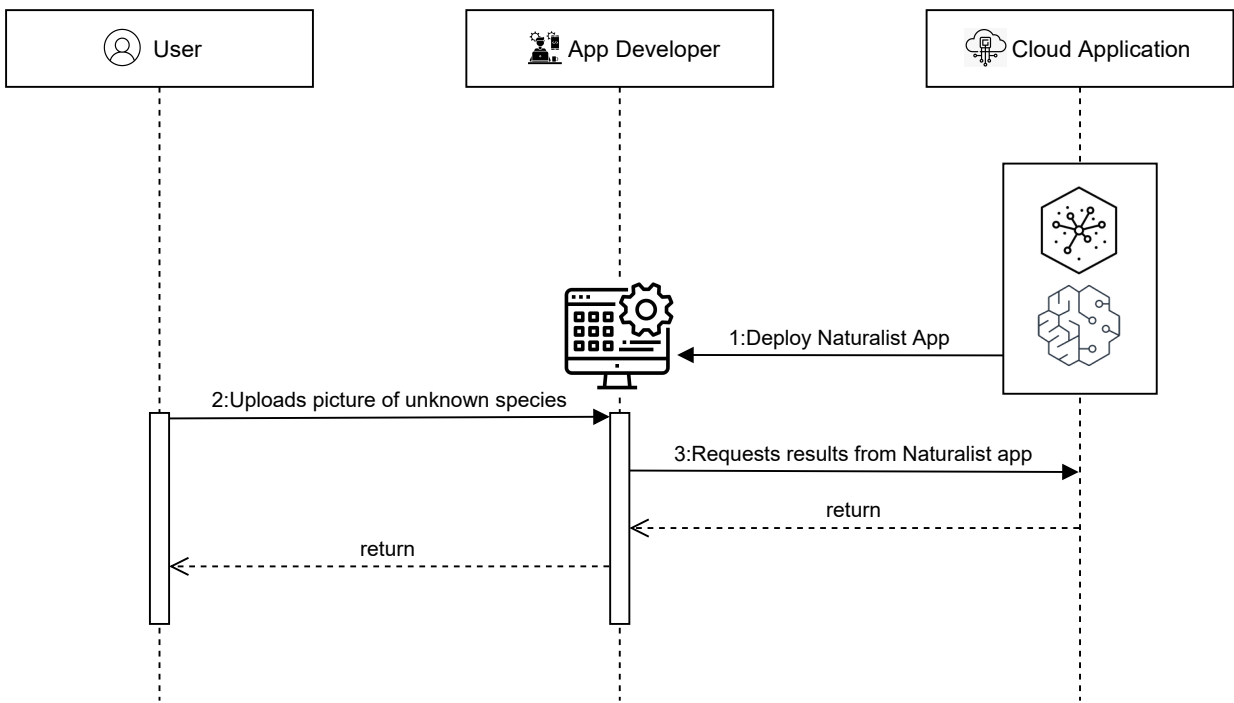 User
App Developer
Cloud Application
1:Deploy Naturalist App
2:Uploads picture of unknown species
3:Requests results from Naturalist app
return
return